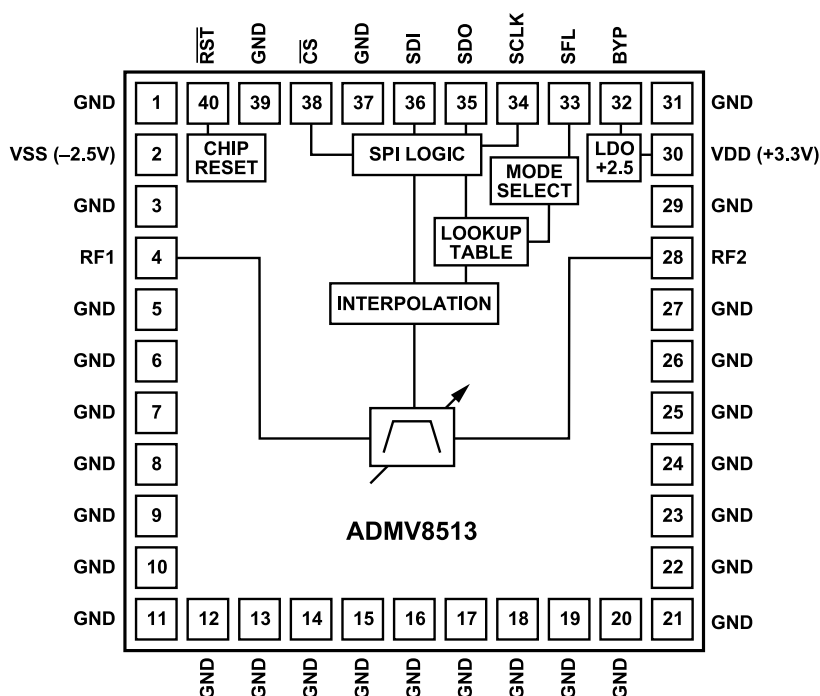 RST GND CS GND SDI SDO SCLK SFL BYP
GND 1 40 39 38 37 36 35 34 33 32 31 GND
VSS (–2.5V) 2 CHIP RESET SPI LOGIC LDO +2.5 30 VDD (+3.3V)
MODE SELECT
GND 3 29 GND
LOOKUP TABLE
RF1 4 28 RF2
GND 5 INTERPOLATION 27 GND
GND 6 26 GND
GND 7 25 GND
GND 8 24 GND
GND 9 23 GND
ADMV8513
GND 10 22 GND
GND 11 12 13 14 15 16 17 18 19 20 21 GND
GND GND GND GND GND GND GND GND GND